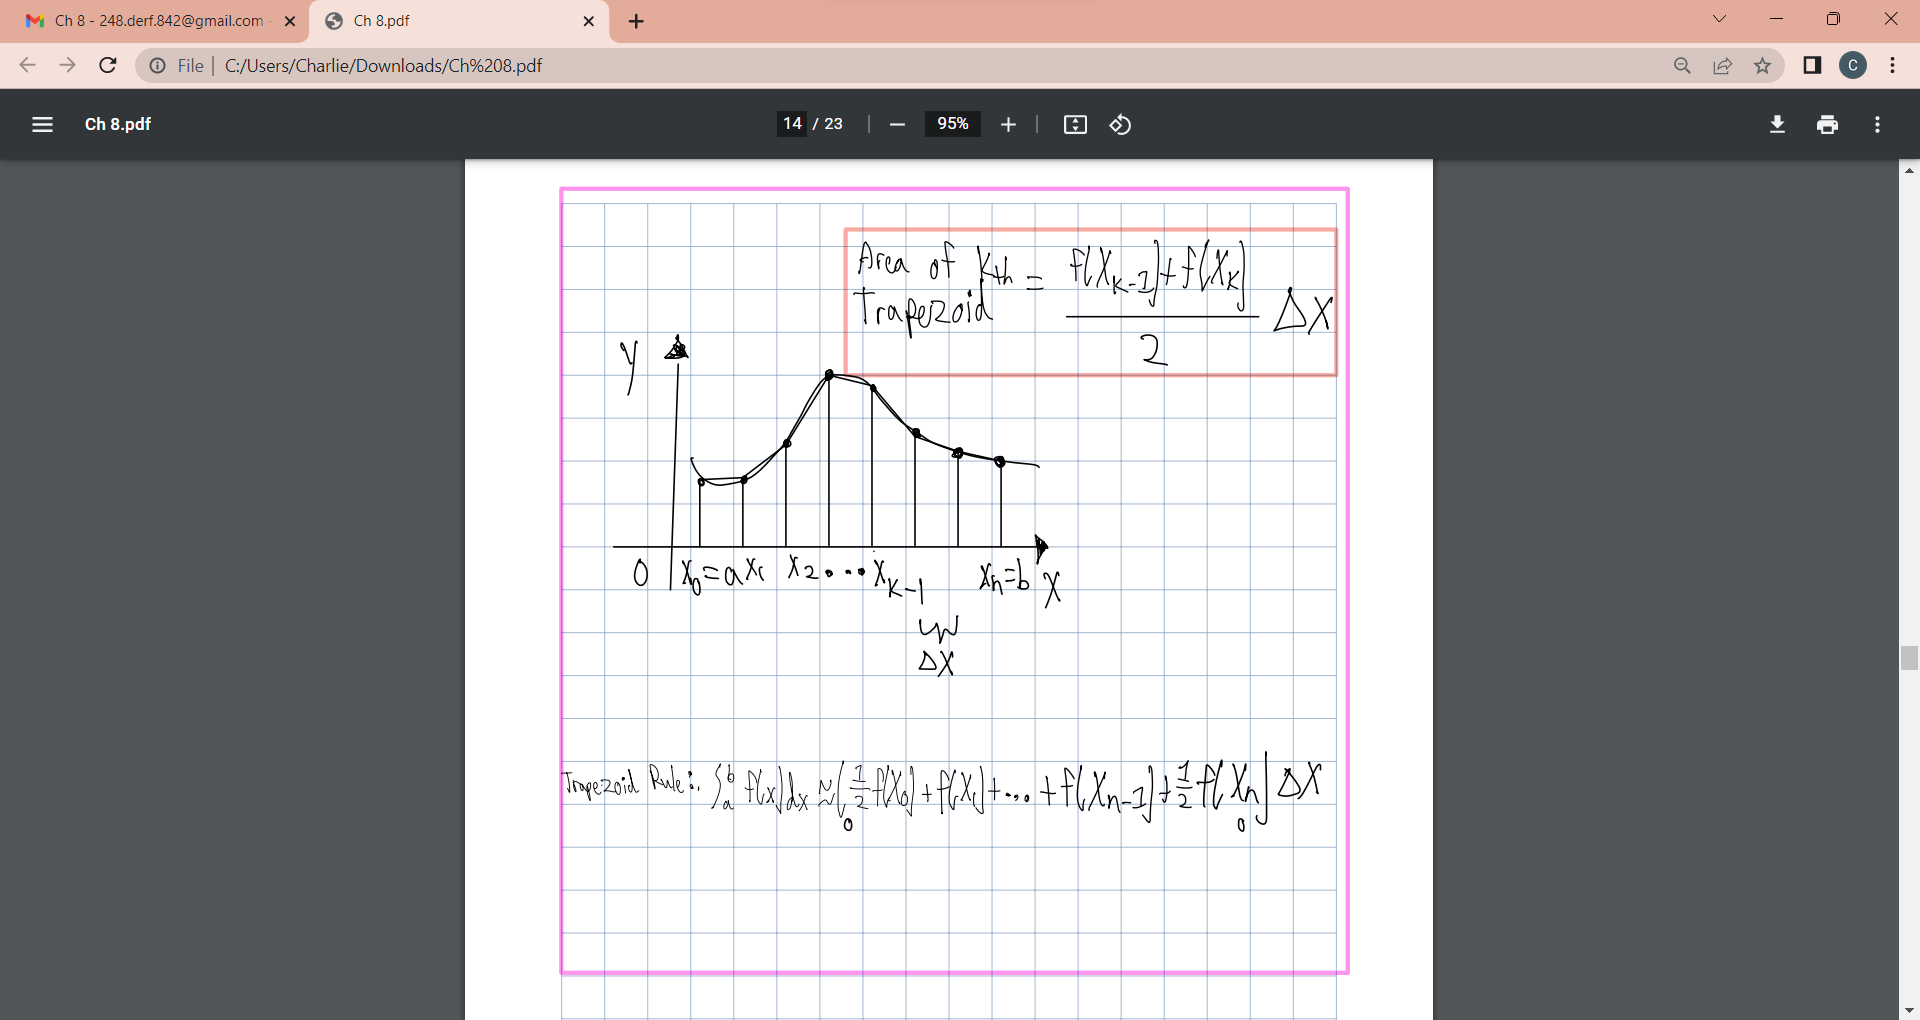 Ch 8 - 248.derf.842@gmail.com -
Ch 8.pdf
File | C:/Users/Charlie/Downloads/Ch%208.pdf
C
Ch 8.pdf
14 / 23
95%
Area of kth Trapezoid = f(Xk-1)+f(Xk) / 2 ΔX
y
0 X0=a X1 X2 ... Xk-1 Xn=b X
ΔX
Trapezoid Rule: ∫ab f(x)dx ≈ (1/2 f(X0)+f(X1)+...+f(Xn-1)+1/2 f(Xn)) ΔX
0 0